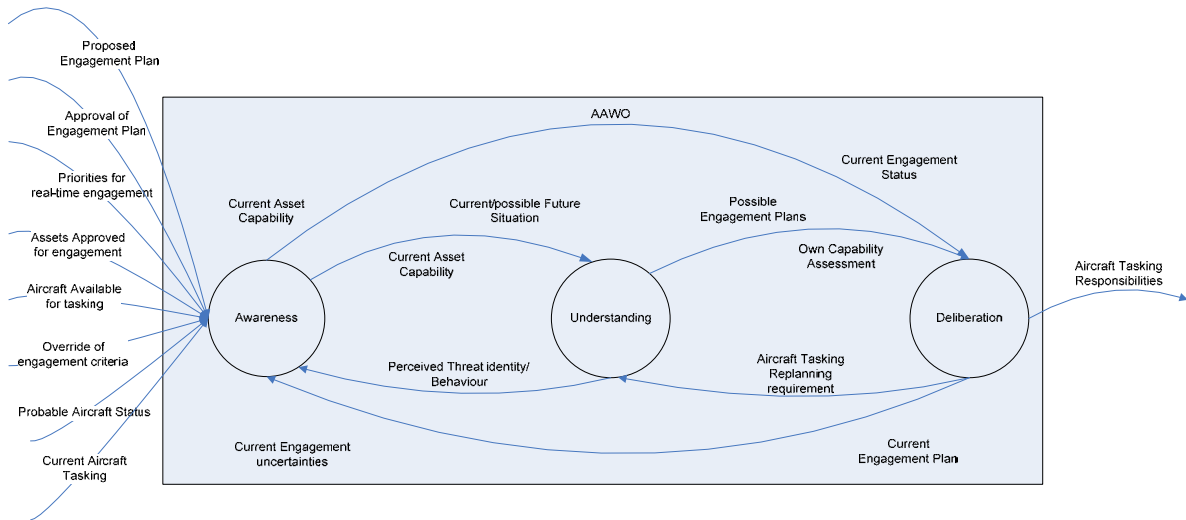 Proposed
Engagement Plan
Approval of
Engagement Plan
Priorities for
real-time engagement
Assets Approved
for engagement
Aircraft Available
for tasking
Override of
engagement criteria
Probable Aircraft Status
Current Aircraft
Tasking
AAWO
Current Asset
Capability
Current/possible Future
Situation
Current Asset
Capability
Possible
Engagement Plans
Current Engagement
Status
Own Capability
Assessment
Awareness
Understanding
Deliberation
Perceived Threat identity/
Behaviour
Aircraft Tasking
Replanning
requirement
Current Engagement
uncertainties
Current
Engagement Plan
Aircraft Tasking
Responsibilities